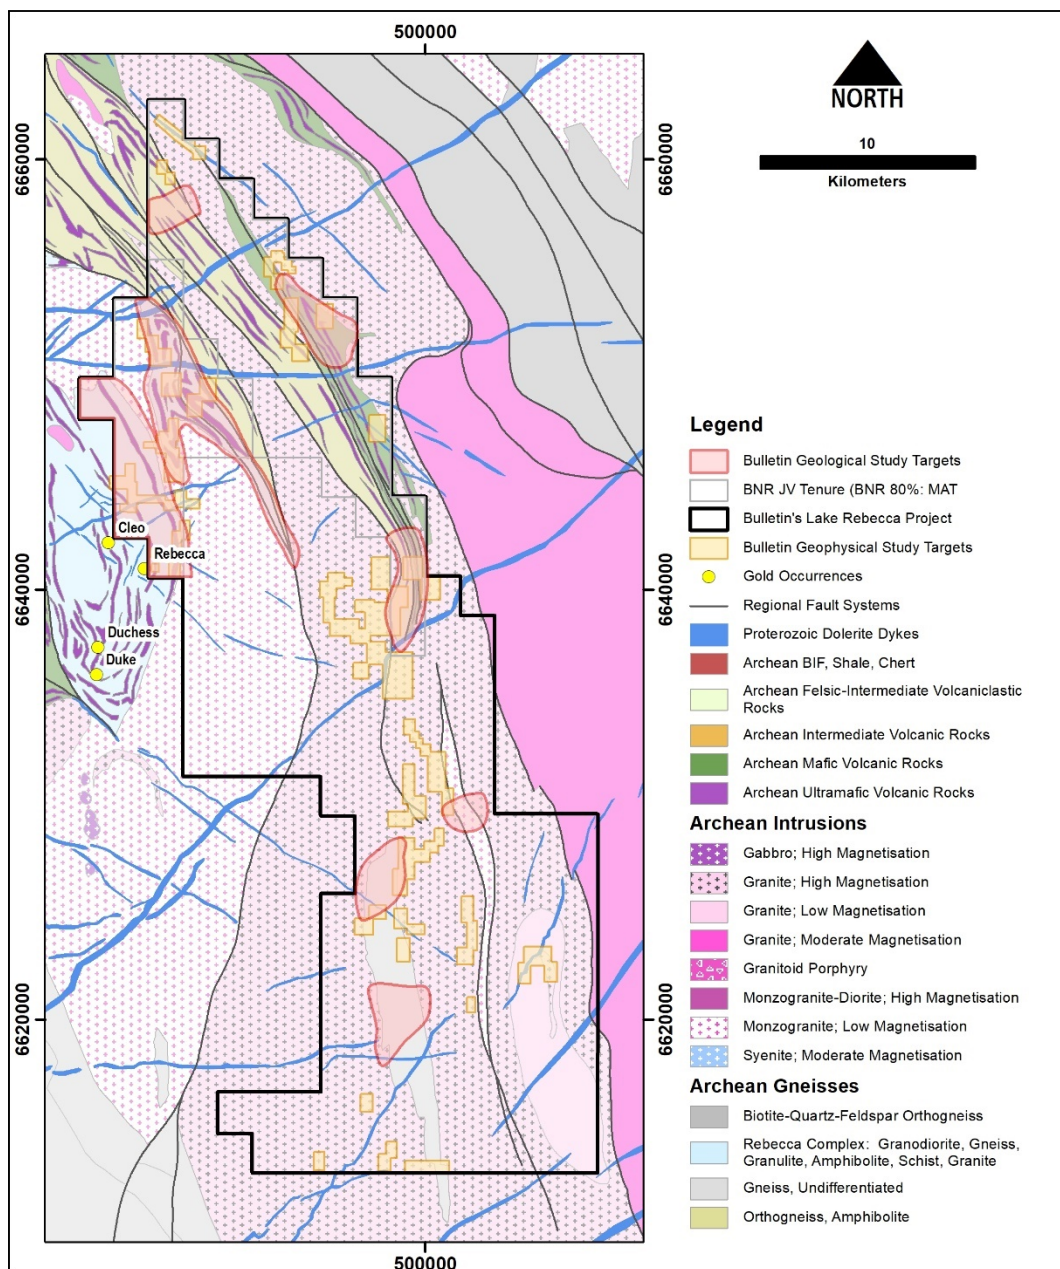 500000
NORTH
10
Kilometers
6660000
6660000
6640000
6640000
6620000
6620000
Cleo
Rebecca
Duchess
Duke
500000
Legend
Bulletin Geological Study Targets
BNR JV Tenure (BNR 80%: MAT
Bulletin's Lake Rebecca Project
Bulletin Geophysical Study Targets
Gold Occurrences
Regional Fault Systems
Proterozoic Dolerite Dykes
Archean BIF, Shale, Chert
Archean Felsic-Intermediate Volcaniclastic
Rocks
Archean Intermediate Volcanic Rocks
Archean Mafic Volcanic Rocks
Archean Ultramafic Volcanic Rocks
Archean Intrusions
Gabbro; High Magnetisation
Granite; High Magnetisation
Granite; Low Magnetisation
Granite; Moderate Magnetisation
Granitoid Porphyry
Monzogranite-Diorite; High Magnetisation
Monzogranite; Low Magnetisation
Syenite; Moderate Magnetisation
Archean Gneisses
Biotite-Quartz-Feldspar Orthogneiss
Rebecca Complex: Granodiorite, Gneiss,
Granulite, Amphibolite, Schist, Granite
Gneiss, Undifferentiated
Orthogneiss, Amphibolite